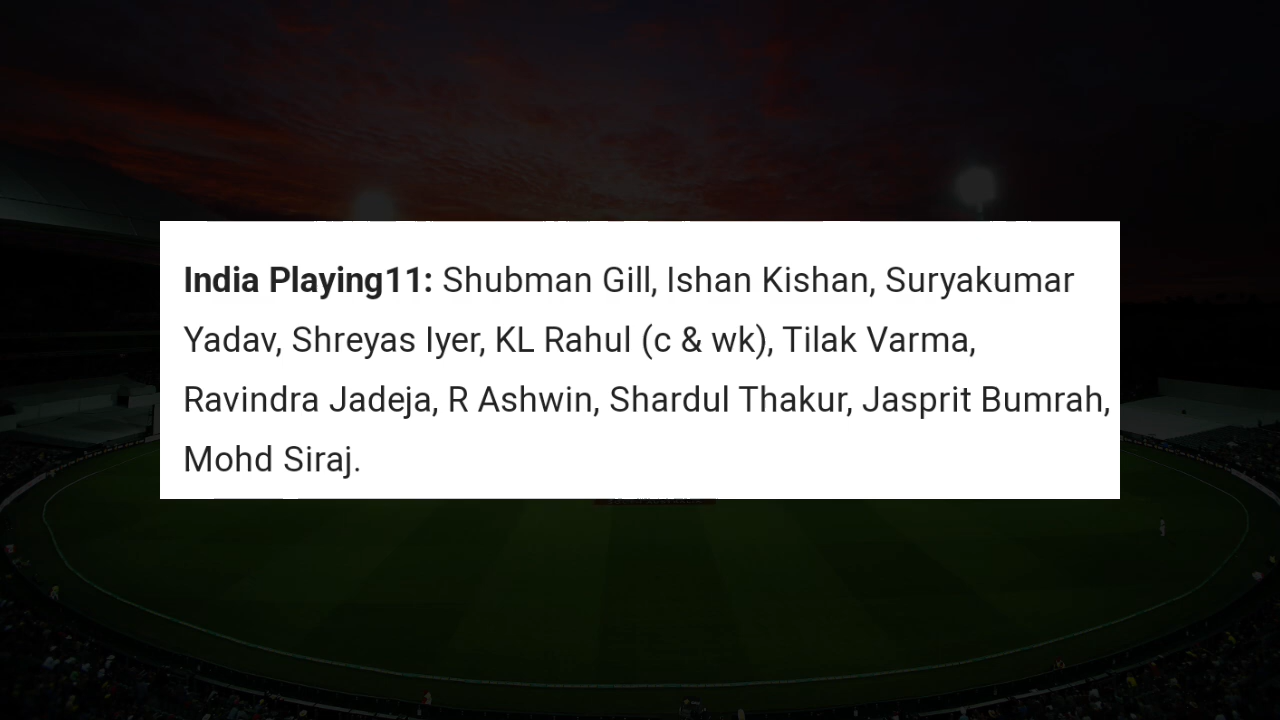 India Playing11: Shubman Gill, Ishan Kishan, Suryakumar
Yadav, Shreyas Iyer, KL Rahul (c & wk), Tilak Varma,
Ravindra Jadeja, R Ashwin, Shardul Thakur, Jasprit Bumrah,
Mohd Siraj.